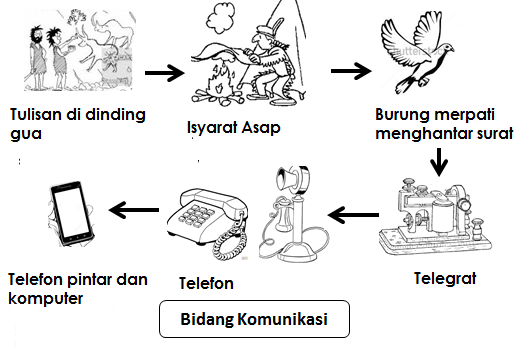 Tulisan di dinding
gua
Isyarat Asap
Burung merpati
menghantar surat
Telegrat
Telefon
Telefon pintar dan
komputer
Bidang Komunikasi